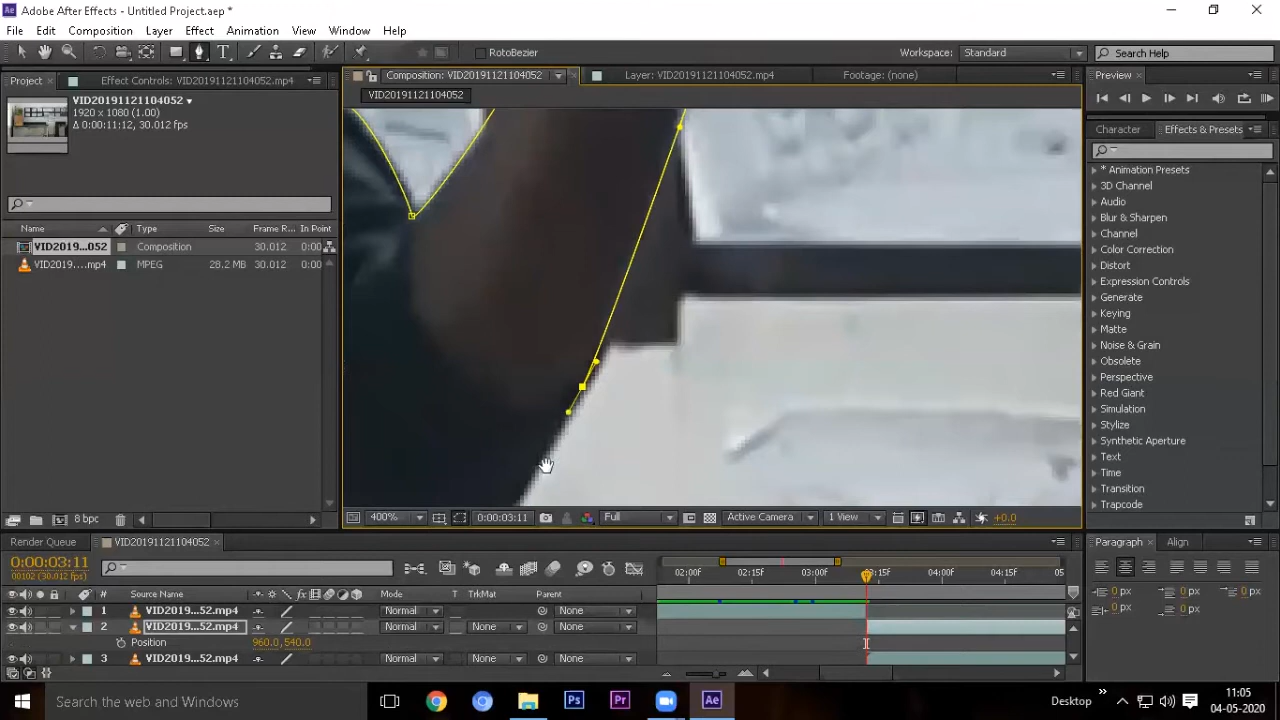 Adobe After Effects - Untitled Project.aep *
File Edit Composition Layer Effect Animation View Window Help
RotoBezier
Workspace: Standard
Search Help
Project
Effect Controls: VID20191121104052.mp4
Composition: VID20191121104052
Layer: VID20191121104052.mp4
Footage: (none)
Preview
VID20191121104052
VID20191121104052
1920 x 1080 (1.00)
Δ 0:00:11:12, 30.012 fps
Character
Effects & Presets
* Animation Presets
3D Channel
Audio
Blur & Sharpen
Channel
Color Correction
Distort
Expression Controls
Generate
Keying
Matte
Noise & Grain
Obsolete
Perspective
Red Giant
Simulation
Stylize
Synthetic Aperture
Text
Time
Transition
Trapcode
Name Type Size Frame R... In Point
VID2019...052 Composition 30.012 0:00
VID2019....mp4 MPEG 28.2 MB 30.012 0:00
8 bpc
400% 0:00:03:11 Full Active Camera 1 View +0.0
Render Queue
VID20191121104052
Paragraph
Align
0:00:03:11
00102 (30.012 fps)
02:00f 02:15f 03:00f 03:15f 04:00f 04:15f 05
# Source Name Mode T TrkMat Parent
1 VID2019...52.mp4 Normal None
2 VID2019...52.mp4 Normal None None
Position 960.0, 540.0
3 VID2019...52.mp4 Normal None None
0 px 0 px 0 px
0 px 0 px
Search the web and Windows
Ps
Pr
Ae
Desktop
11:05
04-05-2020